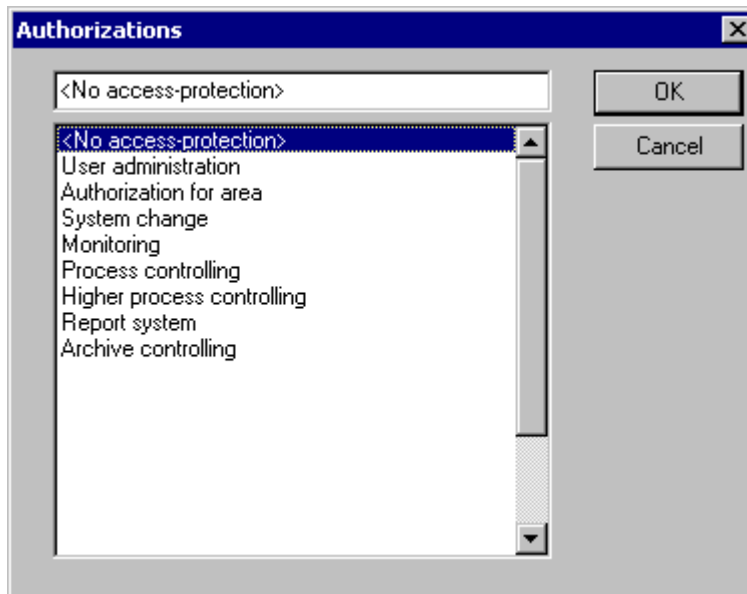 Authorizations
<No access-protection>
OK
<No access-protection>
Cancel
User administration
Authorization for area
System change
Monitoring
Process controlling
Higher process controlling
Report system
Archive controlling